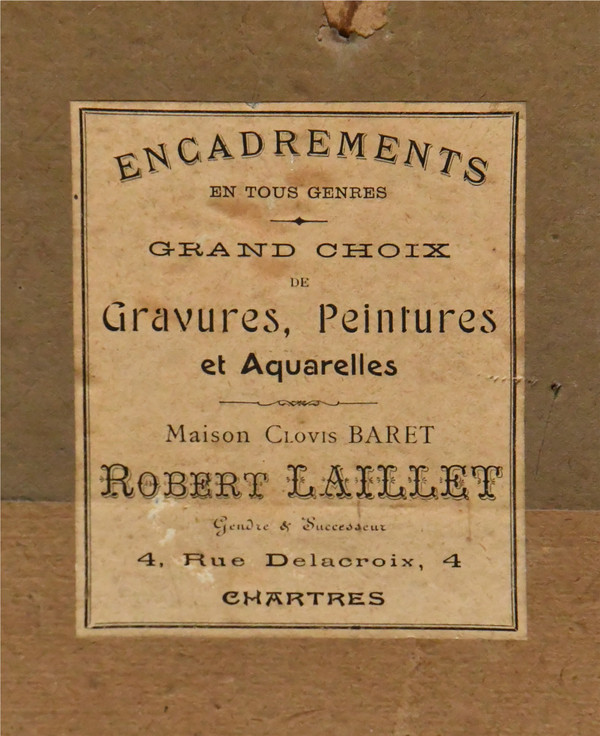 ENCADREMENTS
EN TOUS GENRES
GRAND CHOIX
DE
Gravures, Peintures
et Aquarelles
Maison Clovis BARET
ROBERT LAILLET
Gendre & Successeur
4, Rue Delacroix, 4
CHARTRES